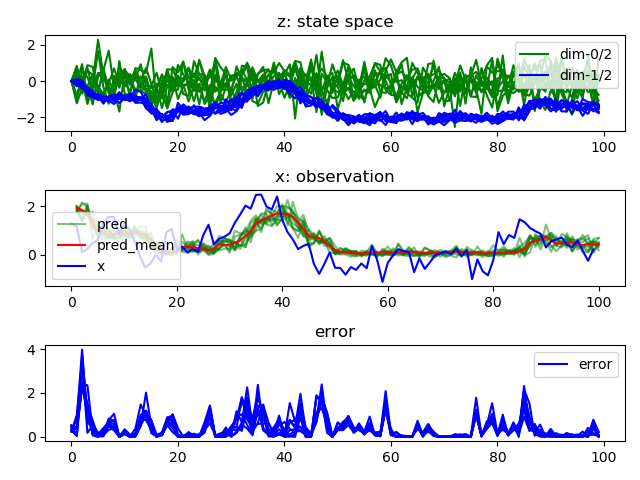 z: state space
2
0
−2
dim-0/2
dim-1/2
0 20 40 60 80 100
x: observation
2
0
pred
pred_mean
x
0 20 40 60 80 100
error
4
2
0
error
0 20 40 60 80 100